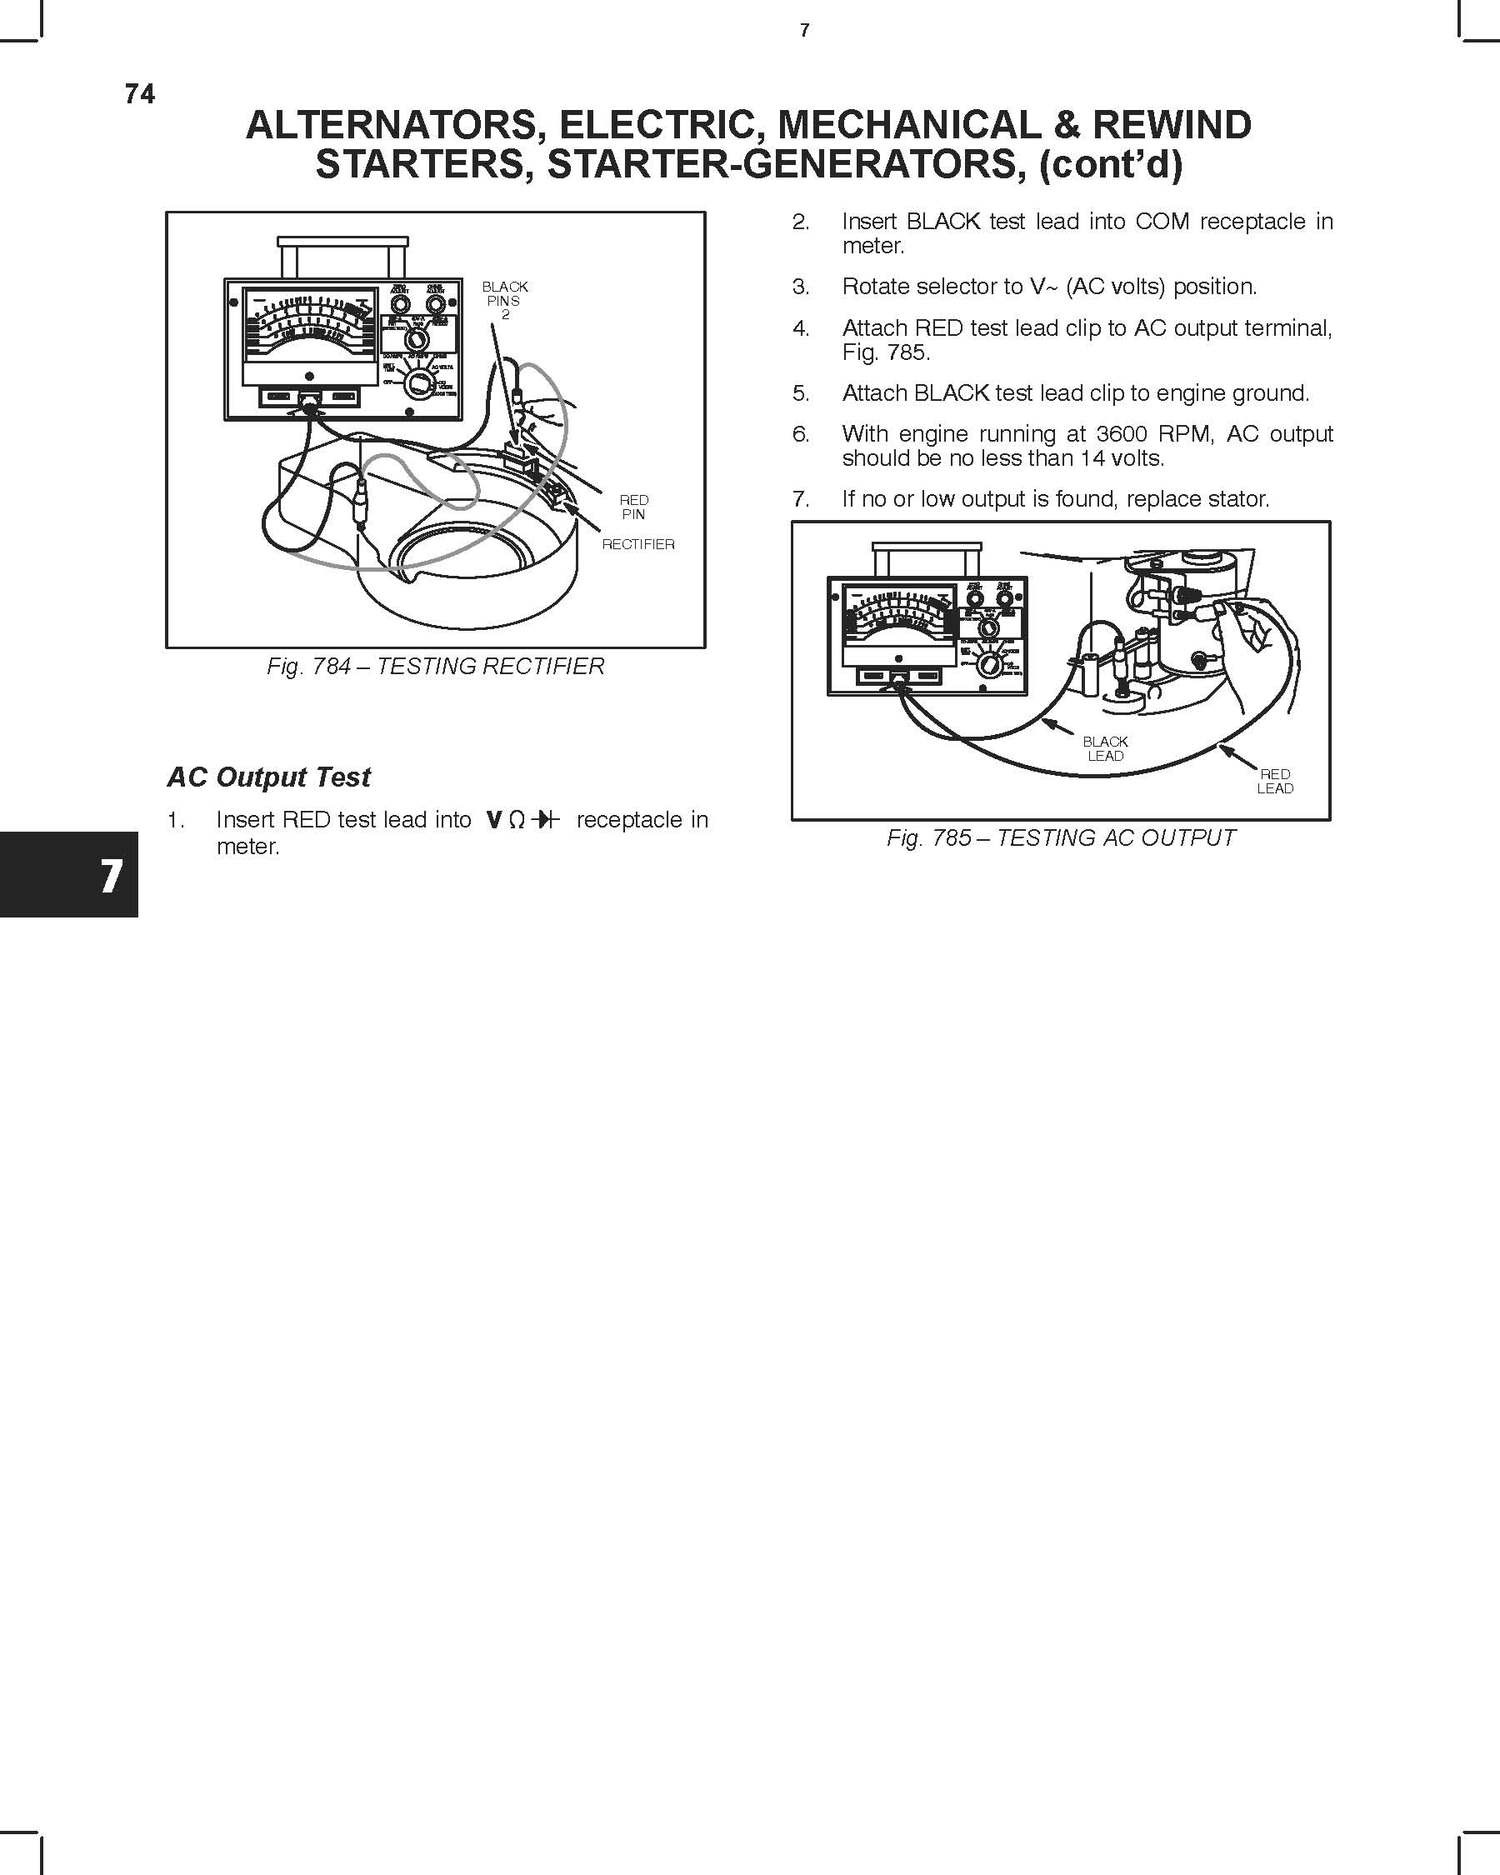 7
74
ALTERNATORS, ELECTRIC, MECHANICAL & REWIND
STARTERS, STARTER-GENERATORS, (cont’d)
BLACK
PINS
2
RED
PIN
RECTIFIER
Fig. 784 – TESTING RECTIFIER
AC Output Test
1. Insert RED test lead into V Ω receptacle in
meter.
7
2. Insert BLACK test lead into COM receptacle in
meter.
3. Rotate selector to V~ (AC volts) position.
4. Attach RED test lead clip to AC output terminal,
Fig. 785.
5. Attach BLACK test lead clip to engine ground.
6. With engine running at 3600 RPM, AC output
should be no less than 14 volts.
7. If no or low output is found, replace stator.
BLACK
LEAD
RED
LEAD
Fig. 785 – TESTING AC OUTPUT